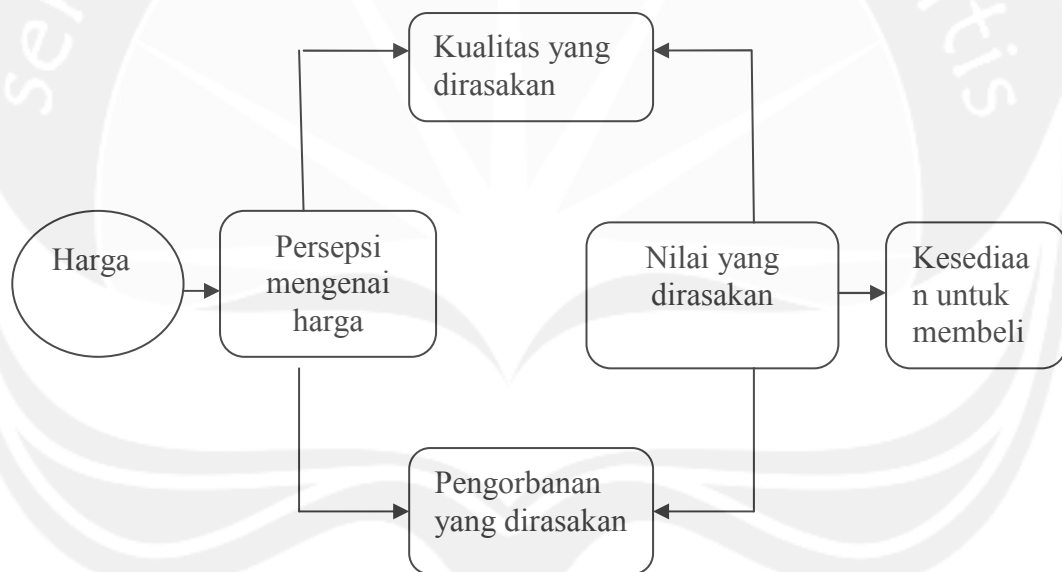 Kualitas yang
dirasakan
Harga
Persepsi
mengenai
harga
Nilai yang
dirasakan
Kesediaa
n untuk
membeli
Pengorbanan
yang dirasakan